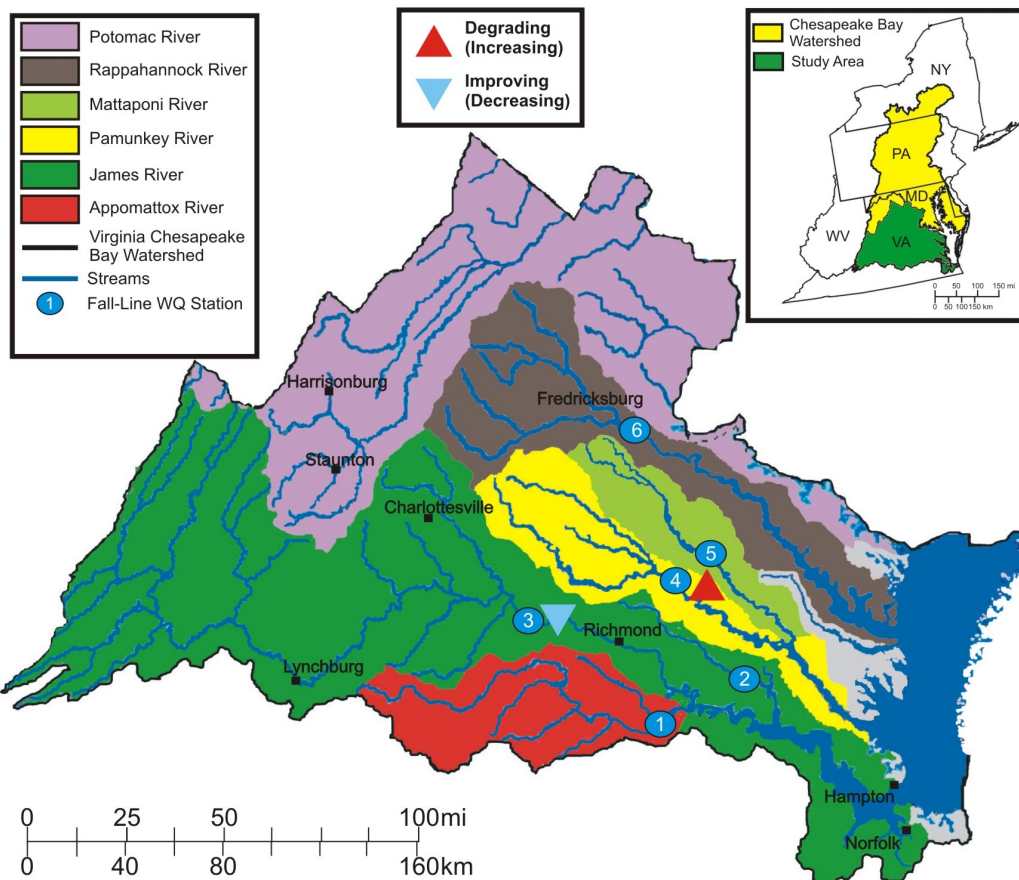 Potomac River
Rappahannock River
Mattaponi River
Pamunkey River
James River
Appomattox River
Virginia Chesapeake
Bay Watershed
Streams
1 Fall-Line WQ Station
Degrading
(Increasing)
Improving
(Decreasing)
Chesapeake Bay
Watershed
Study Area
NY
PA
MD
WV
VA
0 50 100 150 mi
0 50 100 150 km
Harrisonburg
Fredricksburg
6
Staunton
Charlottesville
5
4
3
Richmond
Lynchburg
2
1
Hampton
Norfolk
0 25 50 100mi
0 40 80 160km